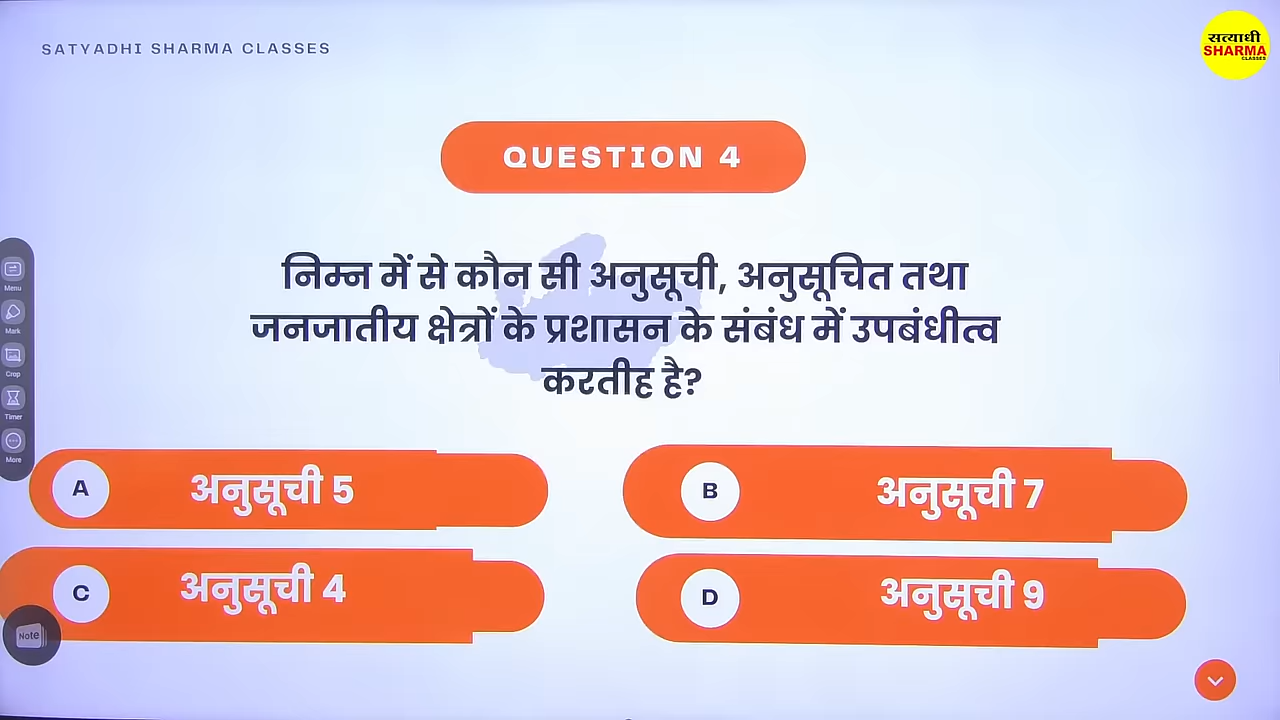 SATYADHI SHARMA CLASSES
सत्याधी
SHARMA
CLASSES
QUESTION 4
निम्न में से कौन सी अनुसूची, अनुसूचित तथा
जनजातीय क्षेत्रों के प्रशासन के संबंध में उपबंधीत्व
करतीह है?
Menu
Mark
Crop
Timer
More
A
अनुसूची 5
B
अनुसूची 7
C
अनुसूची 4
D
अनुसूची 9
Note